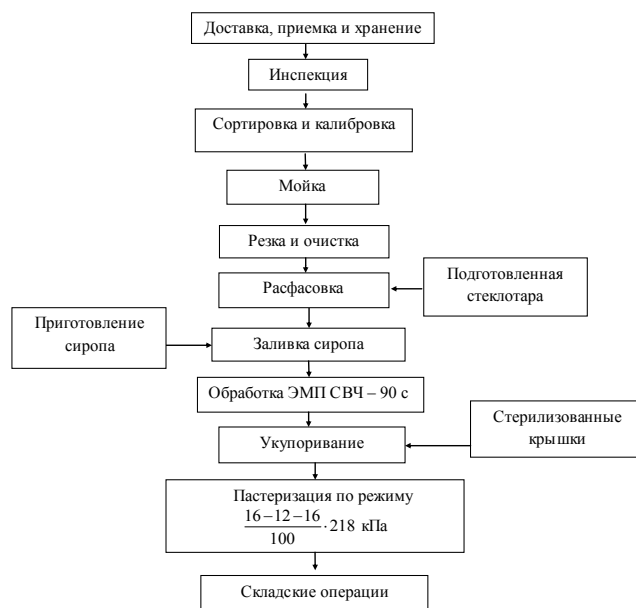 Доставка, приемка и хранение
Инспекция
Сортировка и калибровка
Мойка
Резка и очистка
Расфасовка
Подготовленная
стеклотара
Приготовление
сиропа
Заливка сиропа
Обработка ЭМП СВЧ – 90 с
Укупоривание
Стерилизованные
крышки
Пастеризация по режиму
16–12–16
100
·218 кПа
Складские операции